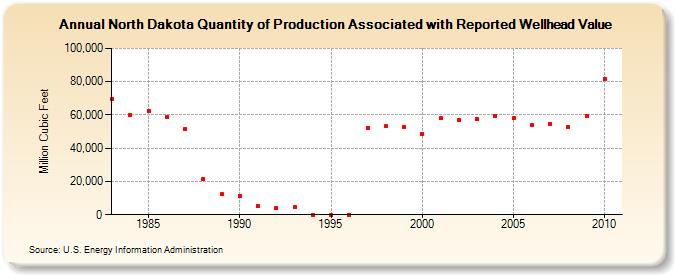 Annual North Dakota Quantity of Production Associated with Reported Wellhead Value
Million Cubic Feet
100,000
80,000
60,000
40,000
20,000
0
1985 1990 1995 2000 2005 2010
Source: U.S. Energy Information Administration